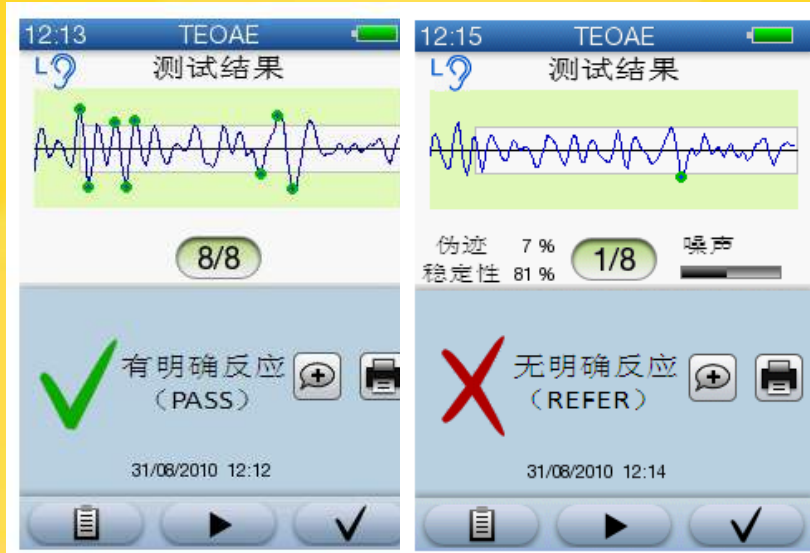 12:13 TEOAE
L 测试结果
8/8
有明确反应
（PASS）
31/08/2010 12:12
12:15 TEOAE
L 测试结果
伪迹 7 % 1/8 噪声
稳定性 81 %
无明确反应
（REFER）
31/08/2010 12:14